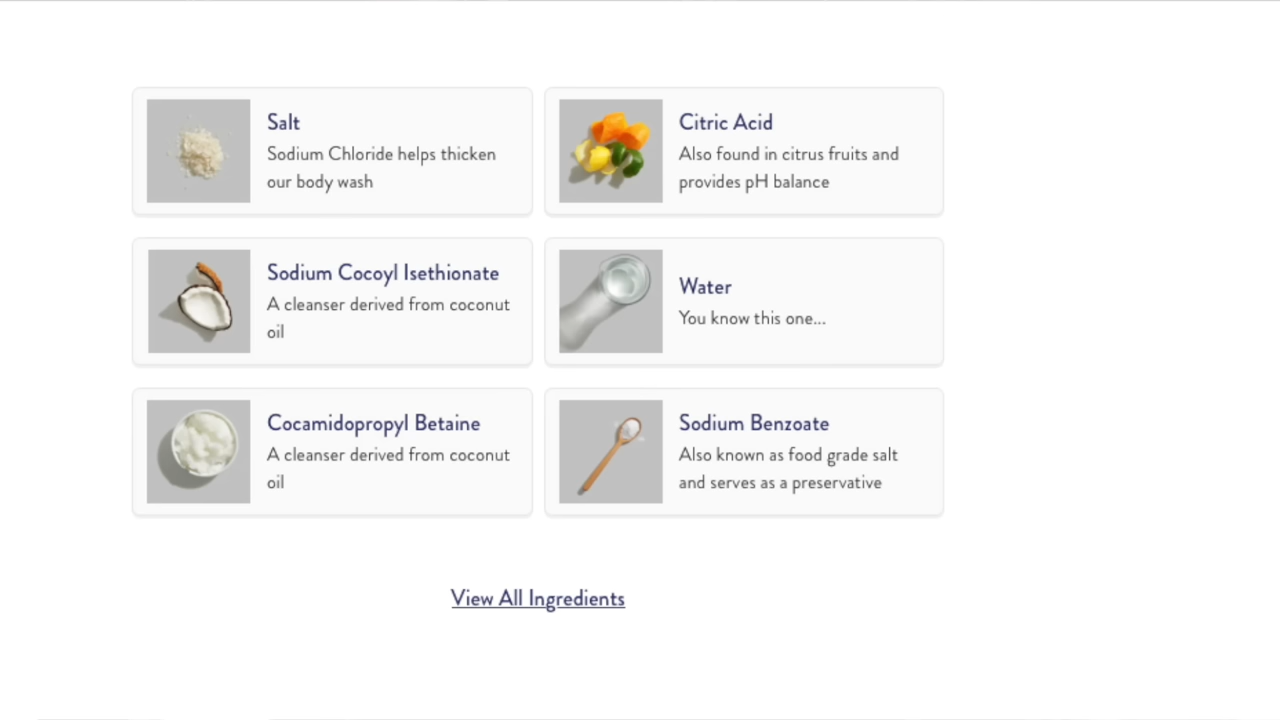 Salt
Sodium Chloride helps thicken
our body wash
Citric Acid
Also found in citrus fruits and
provides pH balance
Sodium Cocoyl Isethionate
A cleanser derived from coconut
oil
Water
You know this one...
Cocamidopropyl Betaine
A cleanser derived from coconut
oil
Sodium Benzoate
Also known as food grade salt
and serves as a preservative
View All Ingredients